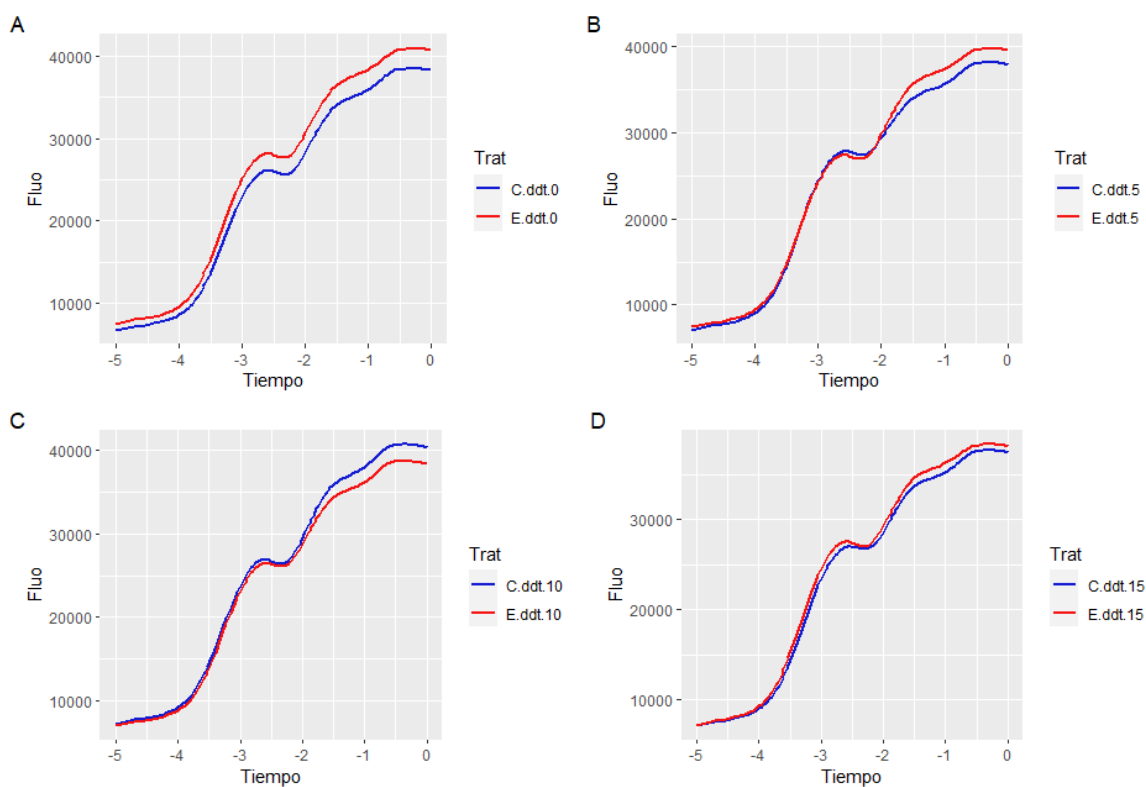 A
Fluo
40000
30000
20000
10000
-5 -4 -3 -2 -1 0
Tiempo
Trat
C.ddt.0
E.ddt.0
B
Fluo
40000
30000
20000
10000
-5 -4 -3 -2 -1 0
Tiempo
Trat
C.ddt.5
E.ddt.5
C
Fluo
40000
30000
20000
10000
-5 -4 -3 -2 -1 0
Tiempo
Trat
C.ddt.10
E.ddt.10
D
Fluo
30000
20000
10000
-5 -4 -3 -2 -1 0
Tiempo
Trat
C.ddt.15
E.ddt.15